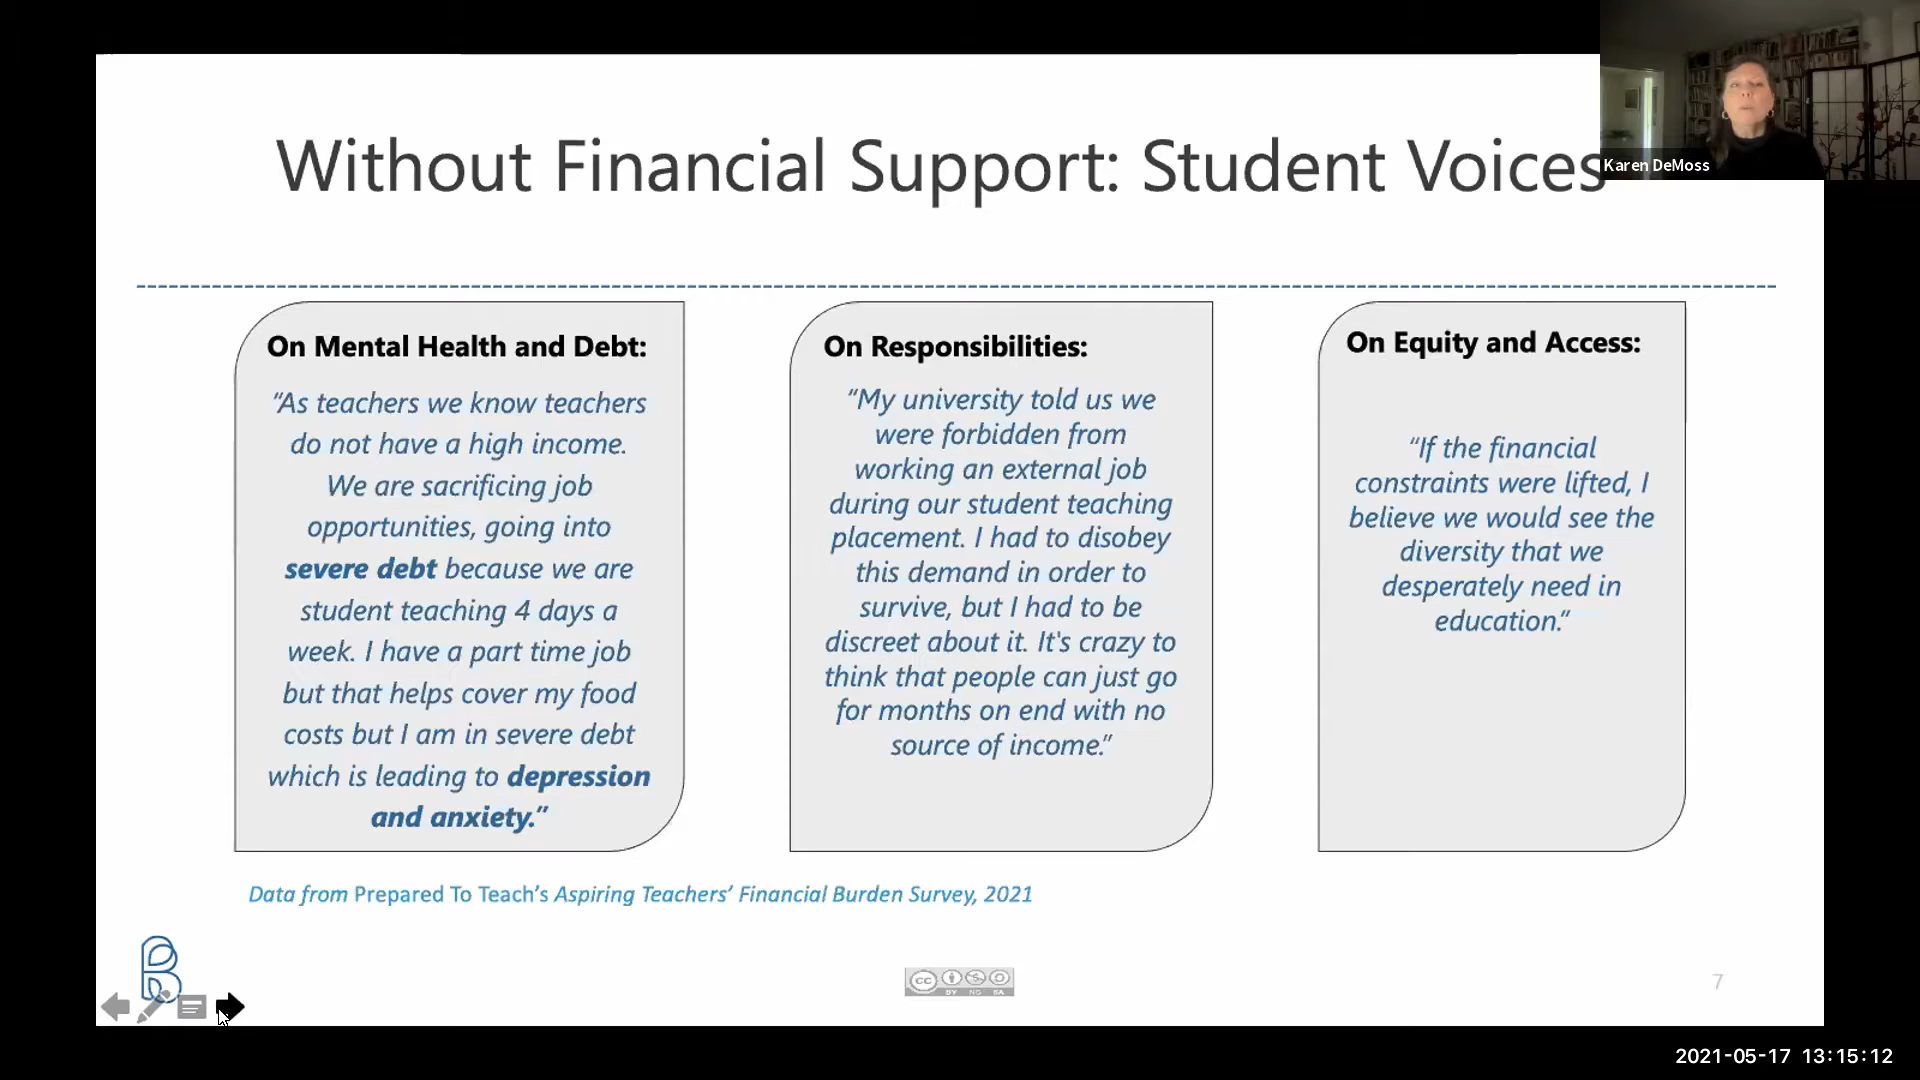 Without Financial Support: Student Voices
Karen DeMoss
On Mental Health and Debt:
“As teachers we know teachers
do not have a high income.
We are sacrificing job
opportunities, going into
severe debt because we are
student teaching 4 days a
week. I have a part time job
but that helps cover my food
costs but I am in severe debt
which is leading to depression
and anxiety.”
On Responsibilities:
“My university told us we
were forbidden from
working an external job
during our student teaching
placement. I had to disobey
this demand in order to
survive, but I had to be
discreet about it. It's crazy to
think that people can just go
for months on end with no
source of income.”
On Equity and Access:
“If the financial
constraints were lifted, I
believe we would see the
diversity that we
desperately need in
education.”
Data from Prepared To Teach’s Aspiring Teachers’ Financial Burden Survey, 2021
B
cc
BY NC SA
7
2021-05-17 13:15:12